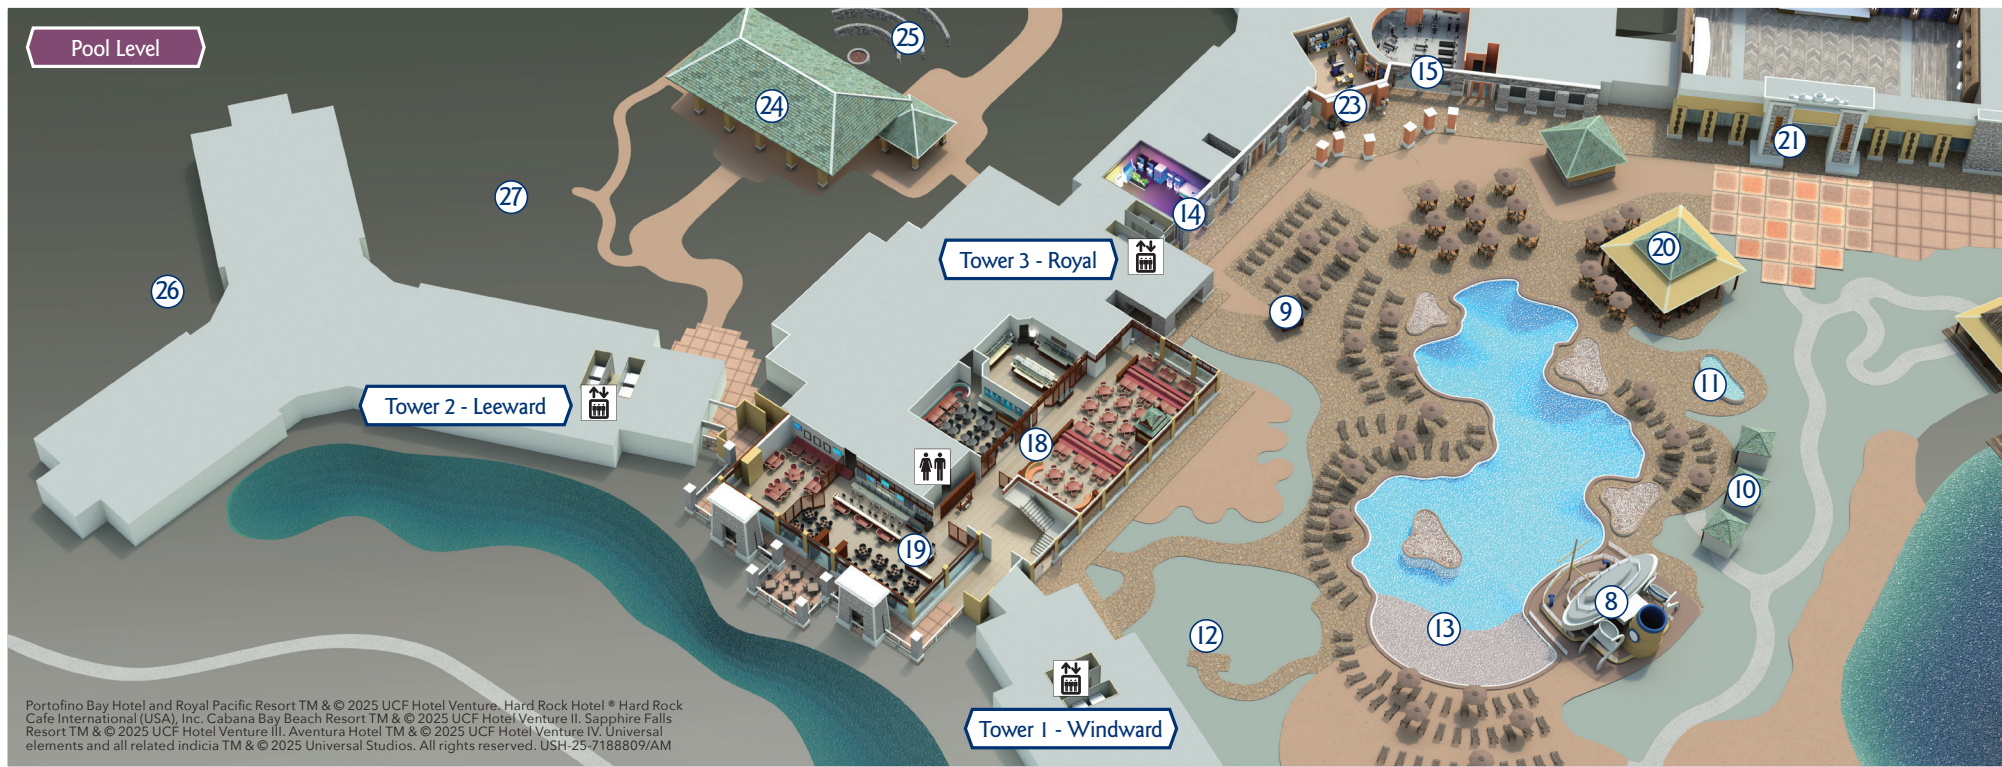 Pool Level
25
15
24
23
21
27
14
20
Tower 3 - Royal
26
9
11
Tower 2 - Leeward
18
10
19
8
13
12
Tower 1 - Windward
Portofino Bay Hotel and Royal Pacific Resort TM & © 2025 UCF Hotel Venture. Hard Rock Hotel ® Hard Rock
Cafe International (USA), Inc. Cabana Bay Beach Resort TM & © 2025 UCF Hotel Venture II. Sapphire Falls
Resort TM & © 2025 UCF Hotel Venture III. Aventura Hotel TM & © 2025 UCF Hotel Venture IV. Universal
elements and all related indicia TM & © 2025 Universal Studios. All rights reserved. USH-25-7188809/AM